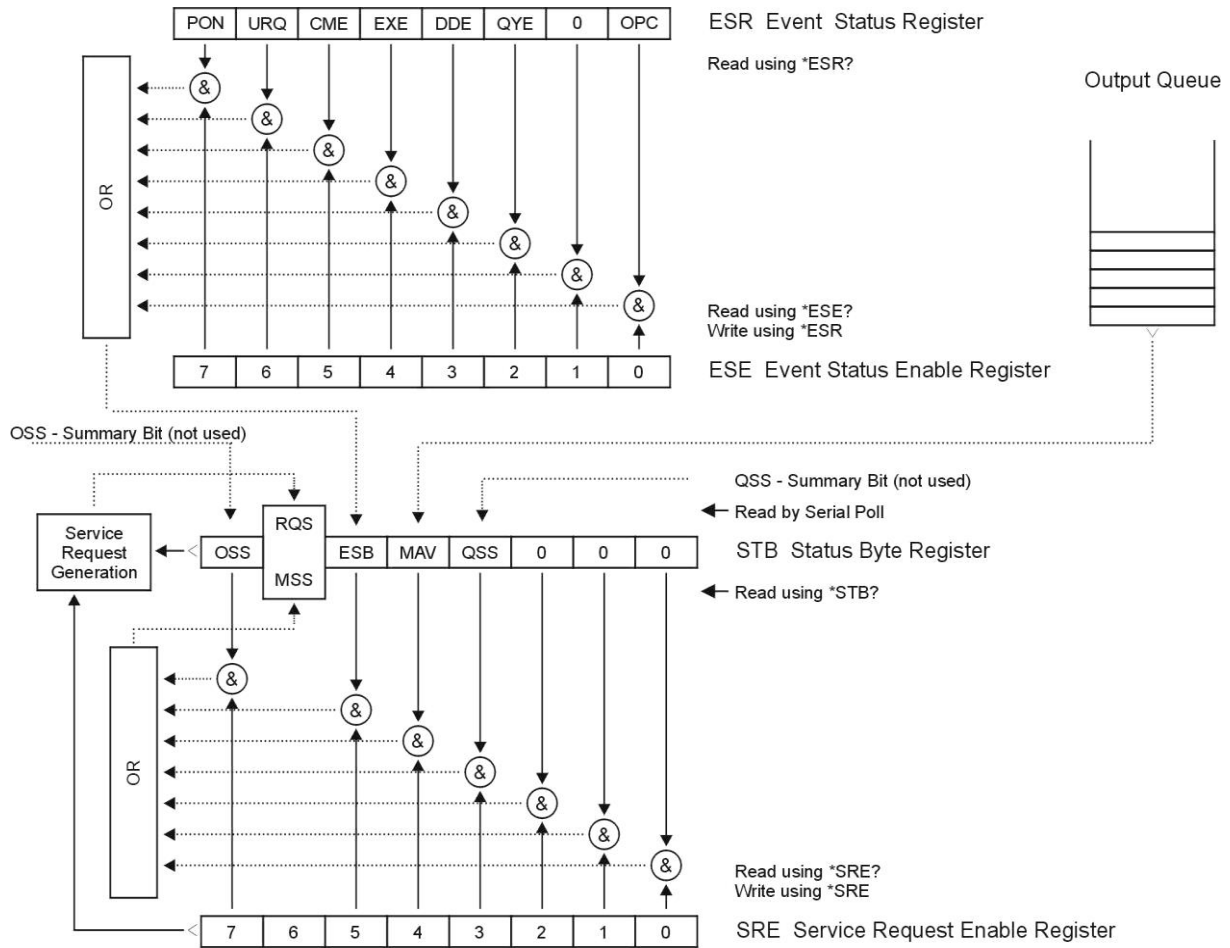 PON URQ CME EXE DDE QYE 0 OPC
ESR Event Status Register
Read using *ESR?
Output Queue
&
&
&
&
&
&
&
&
OR
Read using *ESE?
Write using *ESR
7 6 5 4 3 2 1 0
ESE Event Status Enable Register
OSS - Summary Bit (not used)
QSS - Summary Bit (not used)
Read by Serial Poll
Service
Request
Generation
RQS
MSS
OSS ESB MAV QSS 0 0 0
STB Status Byte Register
Read using *STB?
&
&
&
&
&
&
&
OR
Read using *SRE?
Write using *SRE
7 6 5 4 3 2 1 0
SRE Service Request Enable Register